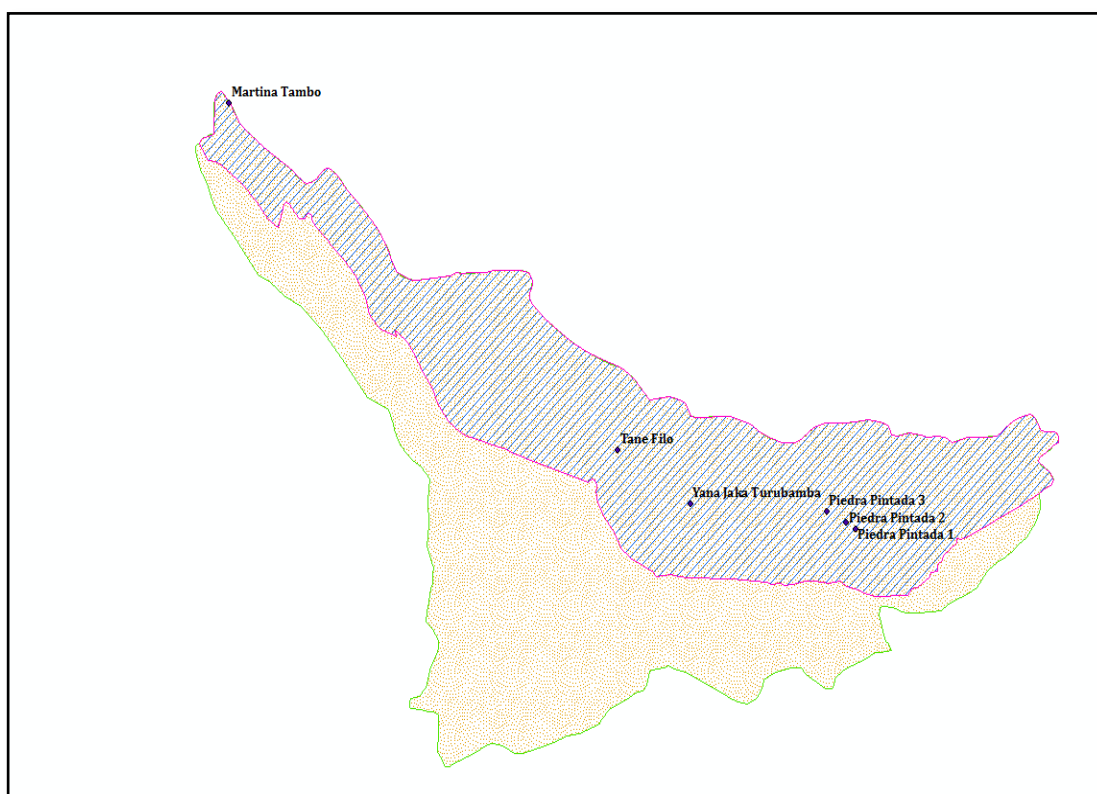 Martina Tambo
Tane Filo
Yana Jaka Turubamba
Piedra Pintada 3
Piedra Pintada 2
Piedra Pintada 1